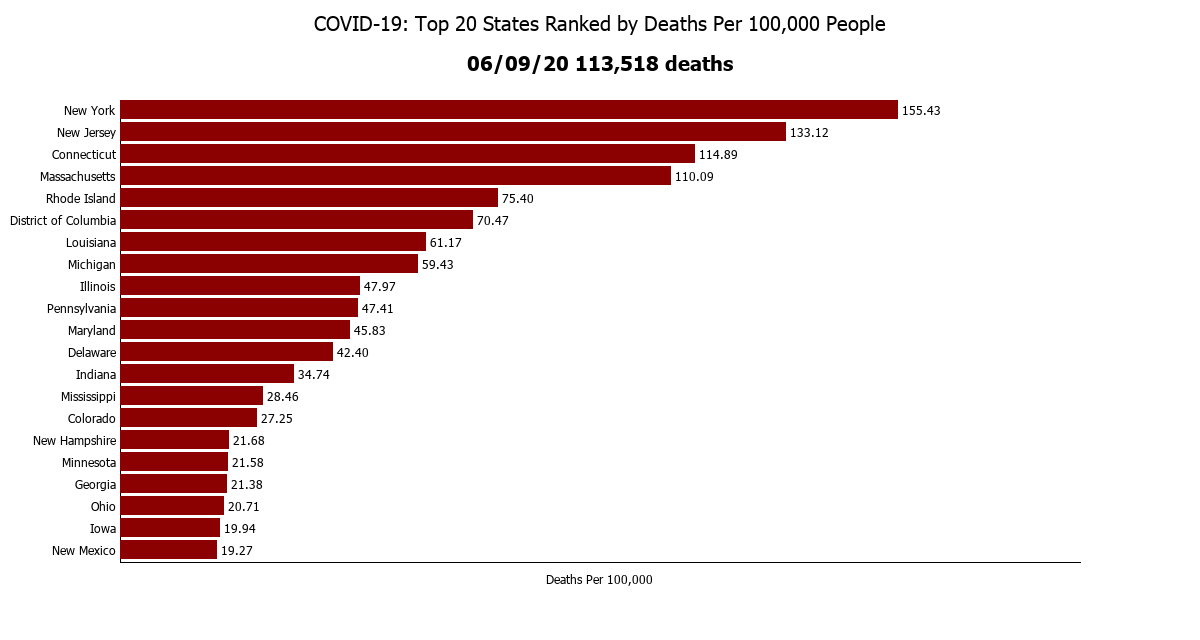 COVID-19: Top 20 States Ranked by Deaths Per 100,000 People
06/09/20 113,518 deaths
New York 155.43
New Jersey 133.12
Connecticut 114.89
Massachusetts 110.09
Rhode Island 75.40
District of Columbia 70.47
Louisiana 61.17
Michigan 59.43
Illinois 47.97
Pennsylvania 47.41
Maryland 45.83
Delaware 42.40
Indiana 34.74
Mississippi 28.46
Colorado 27.25
New Hampshire 21.68
Minnesota 21.58
Georgia 21.38
Ohio 20.71
Iowa 19.94
New Mexico 19.27
Deaths Per 100,000